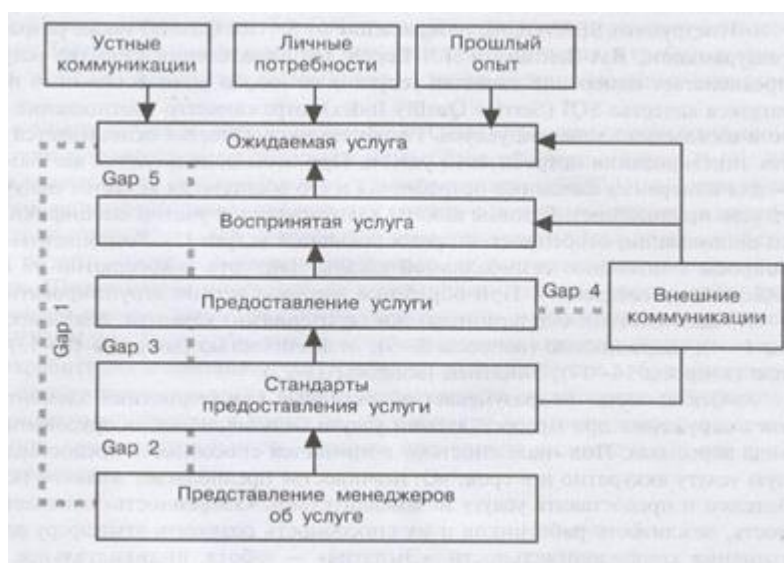 Устные
коммуникации
Личные
потребности
Прошлый
опыт
Ожидаемая услуга
Gap 5
Воспринятая услуга
Gap
Предоставление услуги
Gap 4
Внешние
коммуникации
Gap 3
Стандарты
предоставления услуги
Gap 2
Представление менеджеров
об услуге